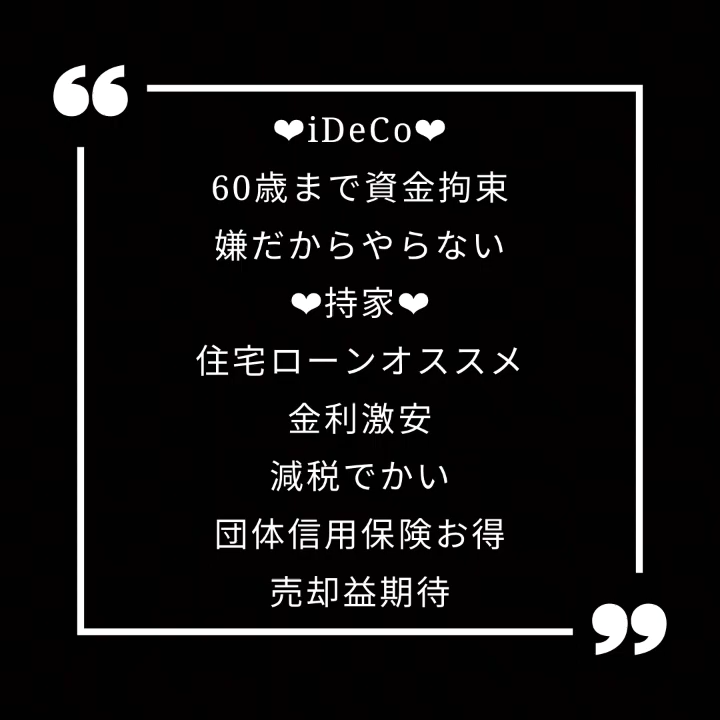 ❤iDeCo❤
60歳まで資金拘束
嫌だからやらない
❤持家❤
住宅ローンオススメ
金利激安
減税でかい
団体信用保険お得
売却益期待